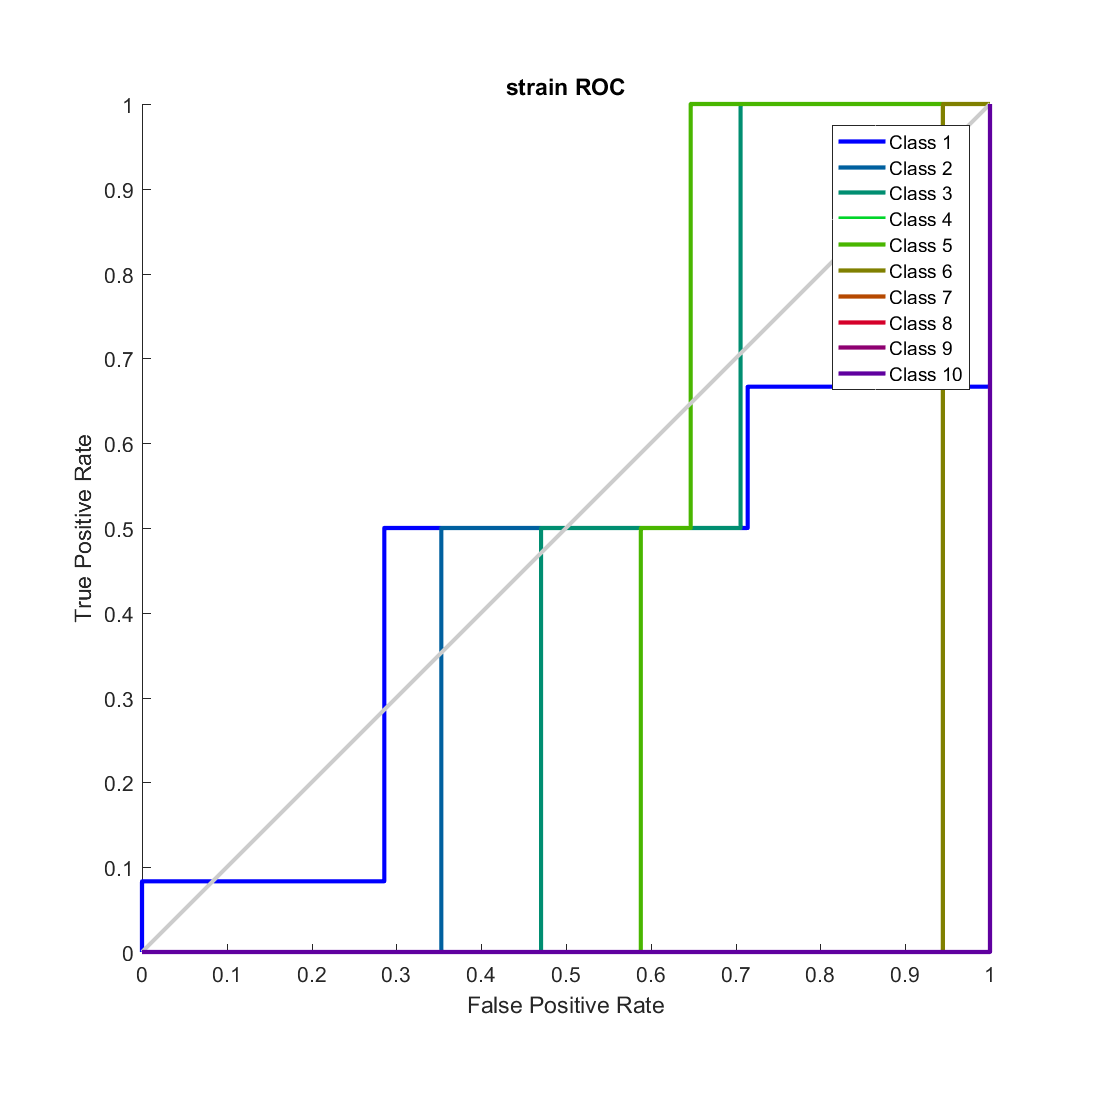 strain ROC
1
0.9
0.8
0.7
0.6
0.5
0.4
0.3
0.2
0.1
0
True Positive Rate
Class 1
Class 2
Class 3
Class 4
Class 5
Class 6
Class 7
Class 8
Class 9
Class 10
0 0.1 0.2 0.3 0.4 0.5 0.6 0.7 0.8 0.9 1
False Positive Rate